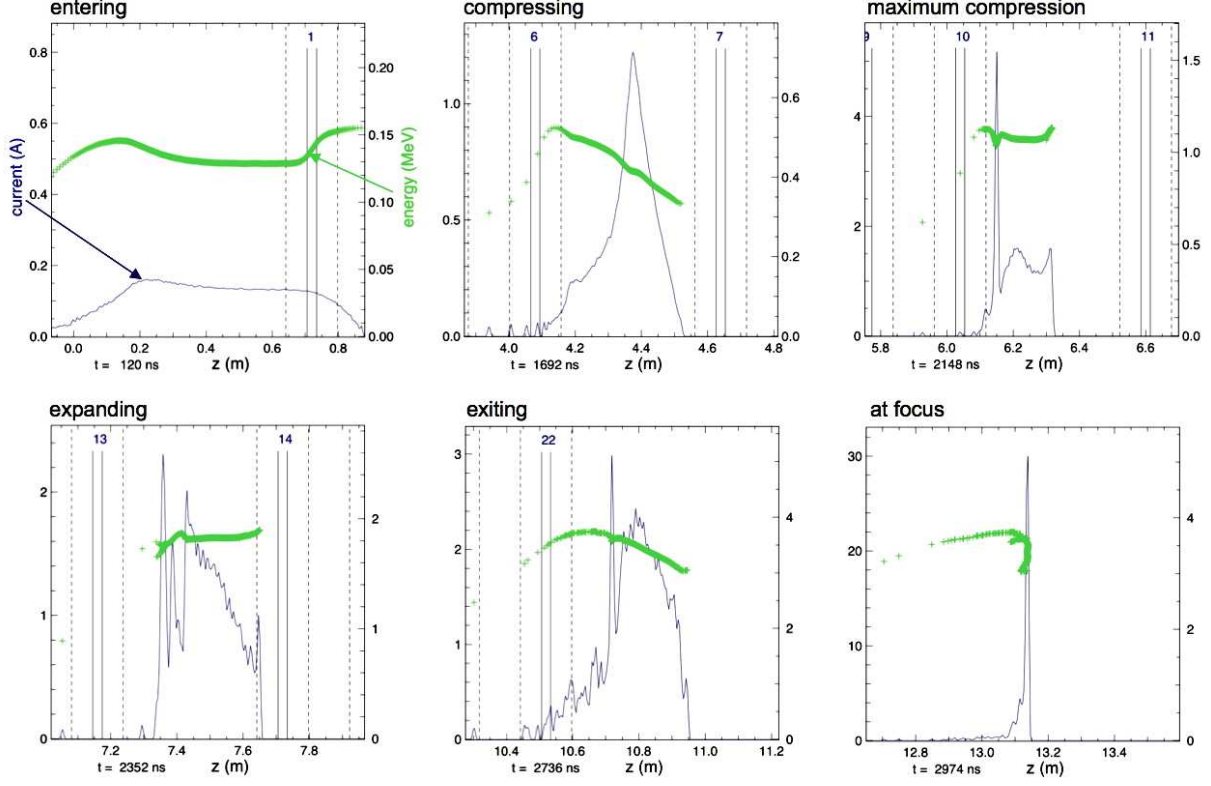 entering
compressing
maximum compression
current (A)
0.8
0.6
0.4
0.2
0.0
1
0.20
0.15
0.10
0.05
0.00
energy (MeV)
0.0 0.2 0.4 0.6 0.8
t = 120 ns z (m)
6 7
1.0
0.5
0.0
0.6
0.4
0.2
0.0
4.0 4.2 4.4 4.6 4.8
t = 1692 ns z (m)
9 10 11
4
2
0
1.5
1.0
0.5
0.0
5.8 6.0 6.2 6.4 6.6
t = 2148 ns z (m)
expanding
exiting
at focus
13 14
2
1
0
2
1
0
7.2 7.4 7.6 7.8
t = 2352 ns z (m)
22
3
2
1
0
4
2
0
10.4 10.6 10.8 11.0 11.2
t = 2736 ns z (m)
30
20
10
0
4
2
0
12.8 13.0 13.2 13.4
t = 2974 ns z (m)